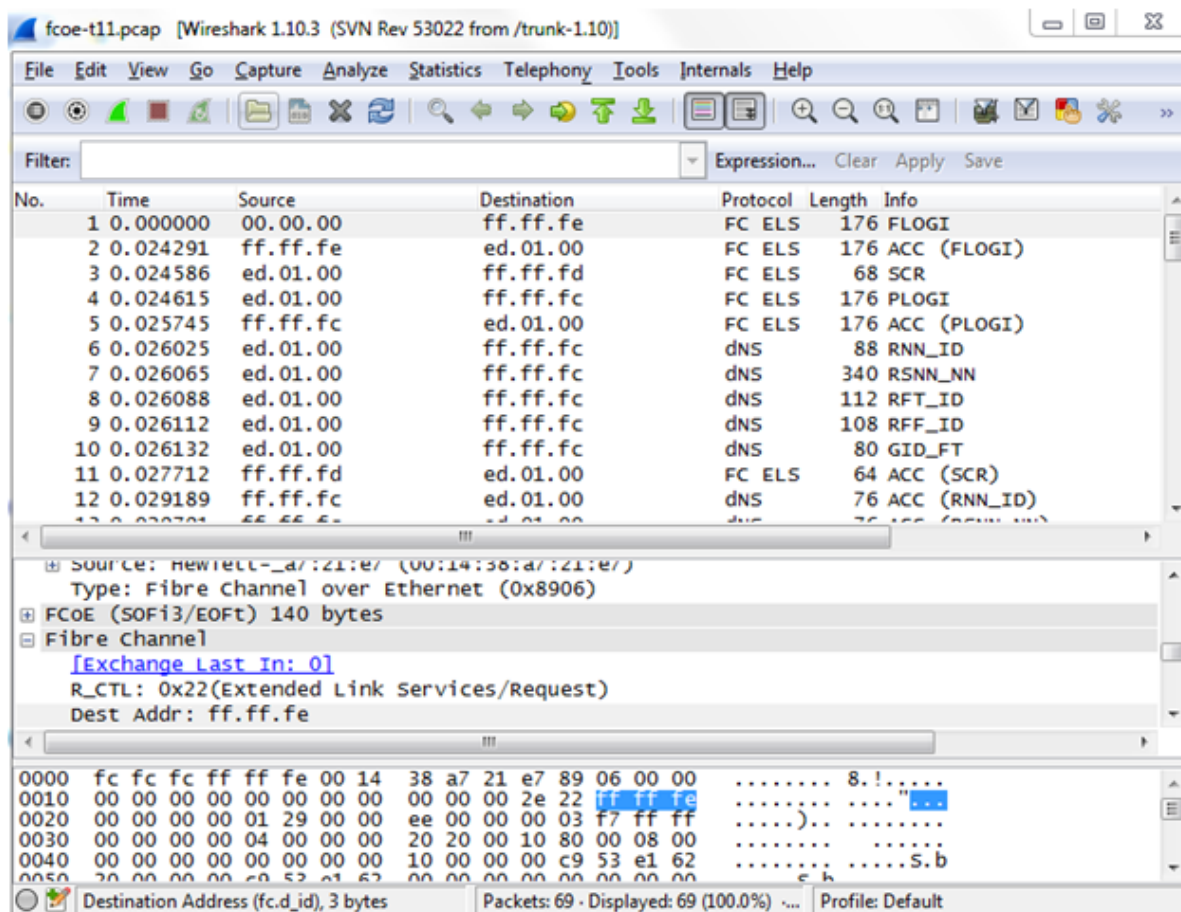 fcoe-t11.pcap [Wireshark 1.10.3 (SVN Rev 53022 from /trunk-1.10)]
File Edit View Go Capture Analyze Statistics Telephony Tools Internals Help
Filter: Expression... Clear Apply Save
No. Time Source Destination Protocol Length Info
1 0.000000 00.00.00 ff.ff.fe FC ELS 176 FLOGI
2 0.024291 ff.ff.fe ed.01.00 FC ELS 176 ACC (FLOGI)
3 0.024586 ed.01.00 ff.ff.fd FC ELS 68 SCR
4 0.024615 ed.01.00 ff.ff.fc FC ELS 176 PLOGI
5 0.025745 ff.ff.fc ed.01.00 FC ELS 176 ACC (PLOGI)
6 0.026025 ed.01.00 ff.ff.fc dNS 88 RNN_ID
7 0.026065 ed.01.00 ff.ff.fc dNS 340 RSNN_NN
8 0.026088 ed.01.00 ff.ff.fc dNS 112 RFT_ID
9 0.026112 ed.01.00 ff.ff.fc dNS 108 RFF_ID
10 0.026132 ed.01.00 ff.ff.fc dNS 80 GID_FT
11 0.027712 ff.ff.fd ed.01.00 FC ELS 64 ACC (SCR)
12 0.029189 ff.ff.fc ed.01.00 dNS 76 ACC (RNN_ID)
Source: Hewlett-_a7:21:e7 (00:14:38:a7:21:e7)
Type: Fibre Channel over Ethernet (0x8906)
FCoE (SOFi3/EOFt) 140 bytes
Fibre Channel
[Exchange Last In: 0]
R_CTL: 0x22(Extended Link Services/Request)
Dest Addr: ff.ff.fe
0000 fc fc fc ff ff fe 00 14 38 a7 21 e7 89 06 00 00 ........ 8.!.....
0010 00 00 00 00 00 00 00 00 00 00 00 2e 22 ff ff fe ........ ...."...
0020 00 00 00 00 01 29 00 00 ee 00 00 00 03 f7 ff ff .....).. ........
0030 00 00 00 00 04 00 00 00 20 20 00 10 80 00 08 00 ........   ......
0040 00 00 00 00 00 00 00 00 10 00 00 00 c9 53 e1 62 ........ .....S.b
Destination Address (fc.d_id), 3 bytes Packets: 69 · Displayed: 69 (100.0%) ·... Profile: Default